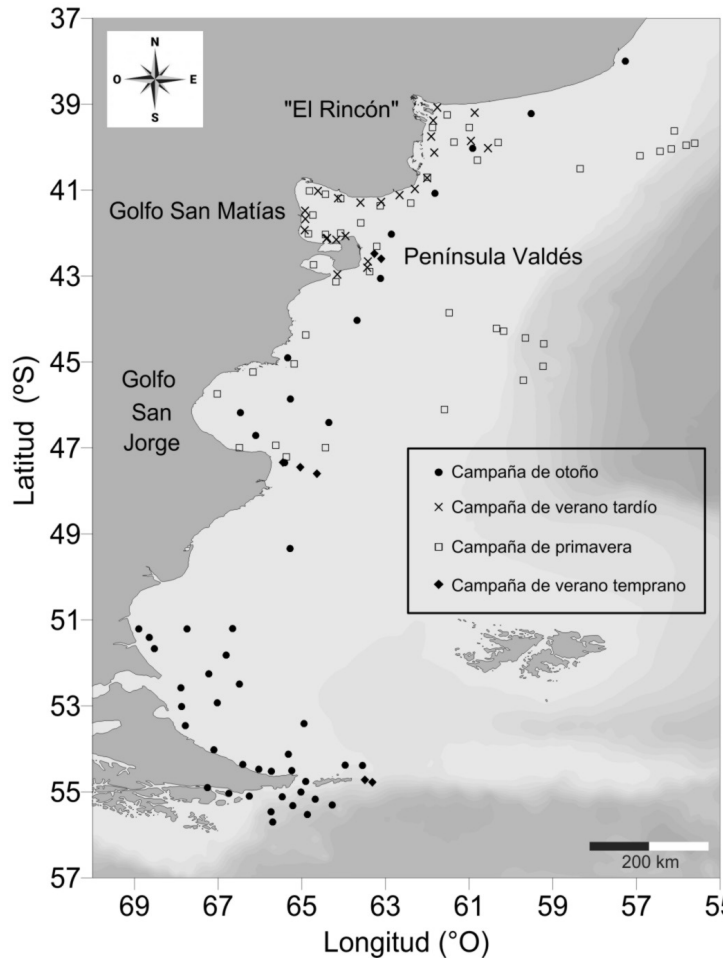 37
39
41
43
45
47
49
51
53
55
57
Latitud (ºS)
N
O
E
S
"El Rincón"
Golfo San Matías
Península Valdés
Golfo
San
Jorge
Campaña de otoño
Campaña de verano tardío
Campaña de primavera
Campaña de verano temprano
200 km
69
67
65
63
61
59
57
55
Longitud (°O)